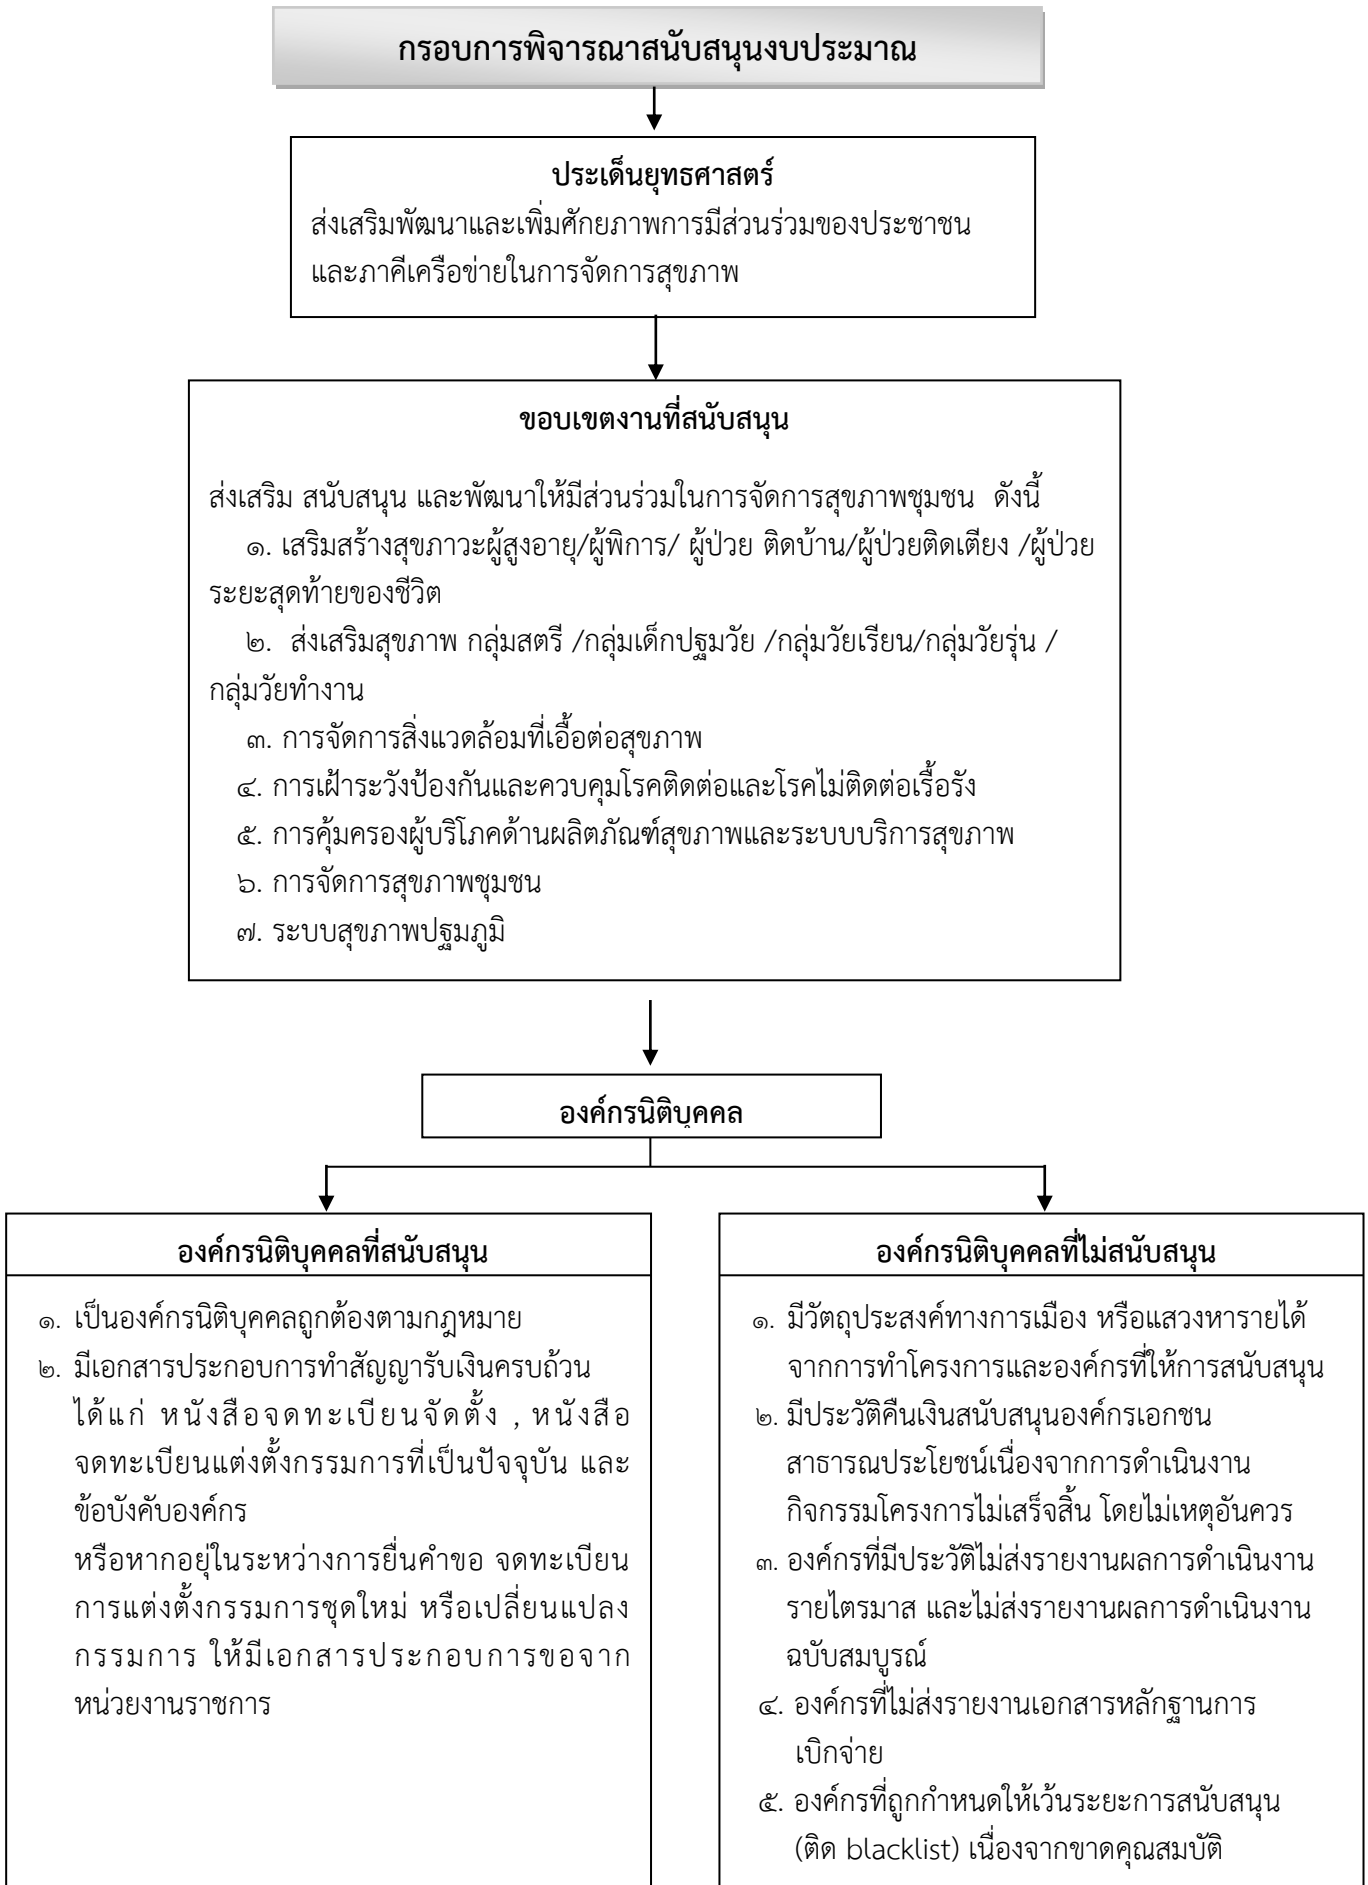 กรอบการพิจารณาสนับสนุนงบประมาณ
ประเด็นยุทธศาสตร์
ส่งเสริมพัฒนาและเพิ่มศักยภาพการมีส่วนร่วมของประชาชน
และภาคีเครือข่ายในการจัดการสุขภาพ
ขอบเขตงานที่สนับสนุน
ส่งเสริม สนับสนุน และพัฒนาให้มีส่วนร่วมในการจัดการสุขภาพชุมชน ดังนี้
๑. เสริมสร้างสุขภาวะผู้สูงอายุ/ผู้พิการ/ ผู้ป่วย ติดบ้าน/ผู้ป่วยติดเตียง /ผู้ป่วย
ระยะสุดท้ายของชีวิต
๒. ส่งเสริมสุขภาพ กลุ่มสตรี /กลุ่มเด็กปฐมวัย /กลุ่มวัยเรียน/กลุ่มวัยรุ่น /
กลุ่มวัยทำงาน
๓. การจัดการสิ่งแวดล้อมที่เอื้อต่อสุขภาพ
๔. การเฝ้าระวังป้องกันและควบคุมโรคติดต่อและโรคไม่ติดต่อเรื้อรัง
๕. การคุ้มครองผู้บริโภคด้านผลิตภัณฑ์สุขภาพและระบบบริการสุขภาพ
๖. การจัดการสุขภาพชุมชน
๗. ระบบสุขภาพปฐมภูมิ
องค์กรนิติบุคคล
องค์กรนิติบุคคลที่สนับสนุน
๑. เป็นองค์กรนิติบุคคลถูกต้องตามกฎหมาย
๒. มีเอกสารประกอบการทำสัญญารับเงินครบถ้วน
ได้แก่ หนังสือจดทะเบียนจัดตั้ง , หนังสือ
จดทะเบียนแต่งตั้งกรรมการที่เป็นปัจจุบัน และ
ข้อบังคับองค์กร
หรือหากอยู่ในระหว่างการยื่นคำขอ จดทะเบียน
การแต่งตั้งกรรมการชุดใหม่ หรือเปลี่ยนแปลง
กรรมการ ให้มีเอกสารประกอบการขอจาก
หน่วยงานราชการ
องค์กรนิติบุคคลที่ไม่สนับสนุน
๑. มีวัตถุประสงค์ทางการเมือง หรือแสวงหารายได้
จากการทำโครงการและองค์กรที่ให้การสนับสนุน
๒. มีประวัติคืนเงินสนับสนุนองค์กรเอกชน
สาธารณประโยชน์เนื่องจากการดำเนินงาน
กิจกรรมโครงการไม่เสร็จสิ้น โดยไม่เหตุอันควร
๓. องค์กรที่มีประวัติไม่ส่งรายงานผลการดำเนินงาน
รายไตรมาส และไม่ส่งรายงานผลการดำเนินงาน
ฉบับสมบูรณ์
๔. องค์กรที่ไม่ส่งรายงานเอกสารหลักฐานการ
เบิกจ่าย
๕. องค์กรที่ถูกกำหนดให้เว้นระยะการสนับสนุน
(ติด blacklist) เนื่องจากขาดคุณสมบัติ